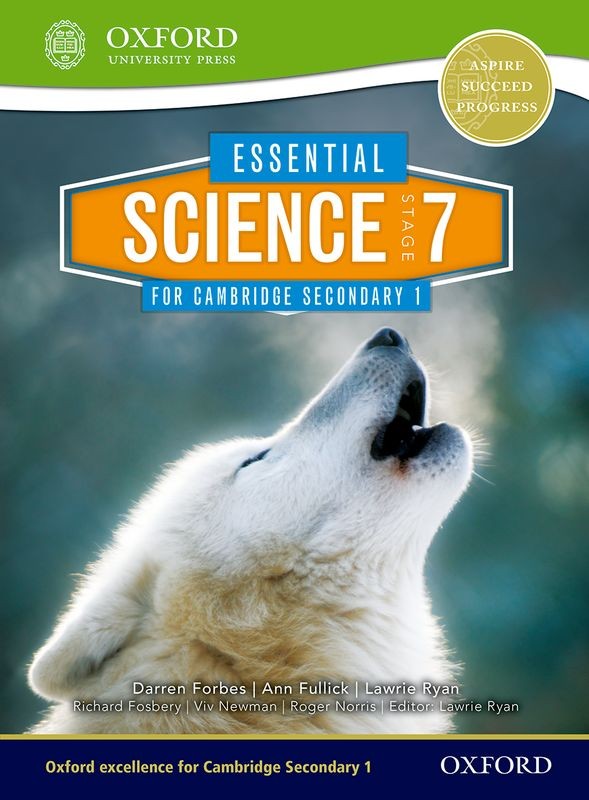 OXFORD
UNIVERSITY PRESS
ASPIRE
SUCCEED
PROGRESS
ESSENTIAL
SCIENCE STAGE 7
FOR CAMBRIDGE SECONDARY 1
Darren Forbes | Ann Fullick | Lawrie Ryan
Richard Fosbery | Viv Newman | Roger Norris | Editor: Lawrie Ryan
Oxford excellence for Cambridge Secondary 1
OXFORD